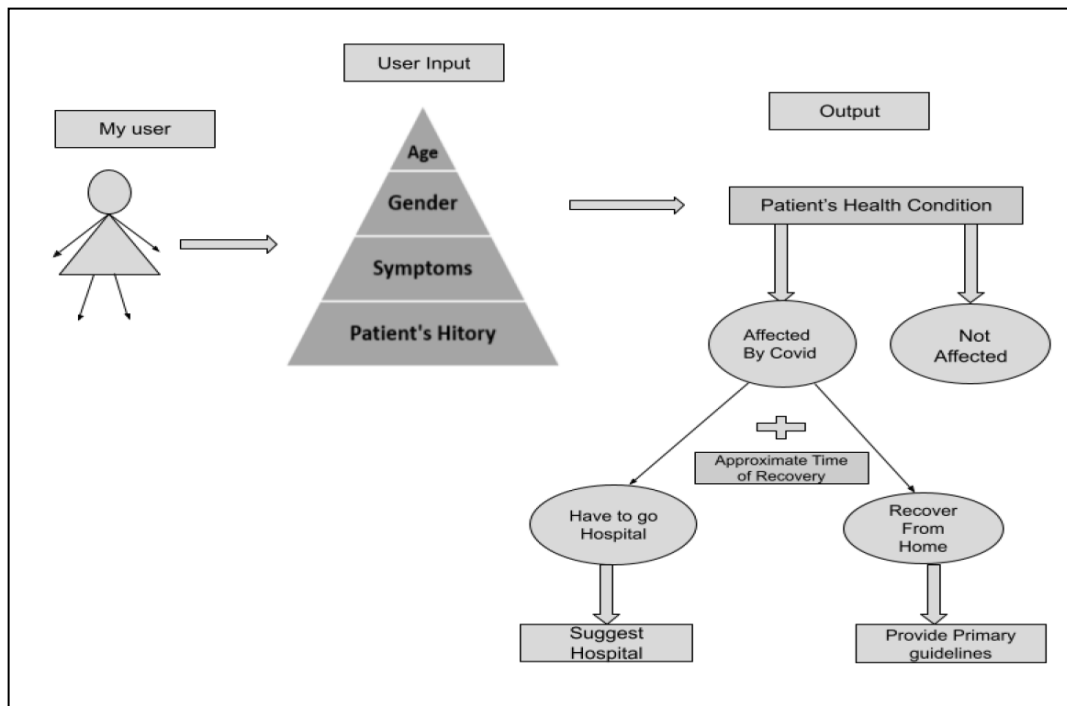 User Input
My user
Output
Age
Gender
Symptoms
Patient's Hitory
Patient's Health Condition
Affected
By Covid
Not
Affected
Approximate Time
of Recovery
Have to go
Hospital
Recover
From
Home
Suggest
Hospital
Provide Primary
guidelines